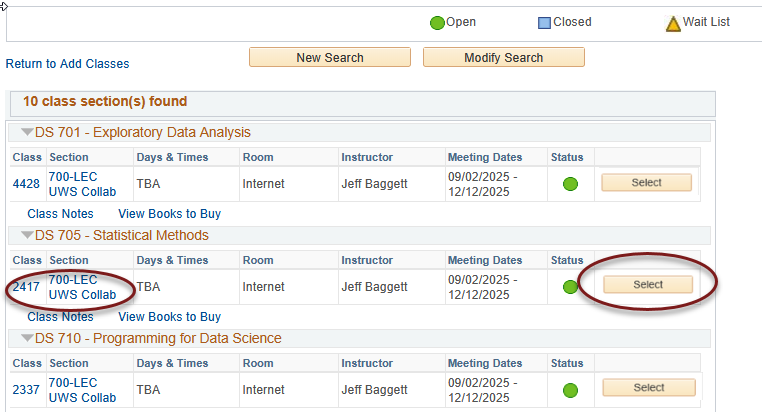 Open Closed Wait List
Return to Add Classes New Search Modify Search
10 class section(s) found
DS 701 - Exploratory Data Analysis
Class Section Days & Times Room Instructor Meeting Dates Status
4428 700-LEC UWS Collab TBA Internet Jeff Baggett 09/02/2025 - 12/12/2025 Select
Class Notes View Books to Buy
DS 705 - Statistical Methods
Class Section Days & Times Room Instructor Meeting Dates Status
2417 700-LEC UWS Collab TBA Internet Jeff Baggett 09/02/2025 - 12/12/2025 Select
Class Notes View Books to Buy
DS 710 - Programming for Data Science
Class Section Days & Times Room Instructor Meeting Dates Status
2337 700-LEC UWS Collab TBA Internet Jeff Baggett 09/02/2025 - 12/12/2025 Select